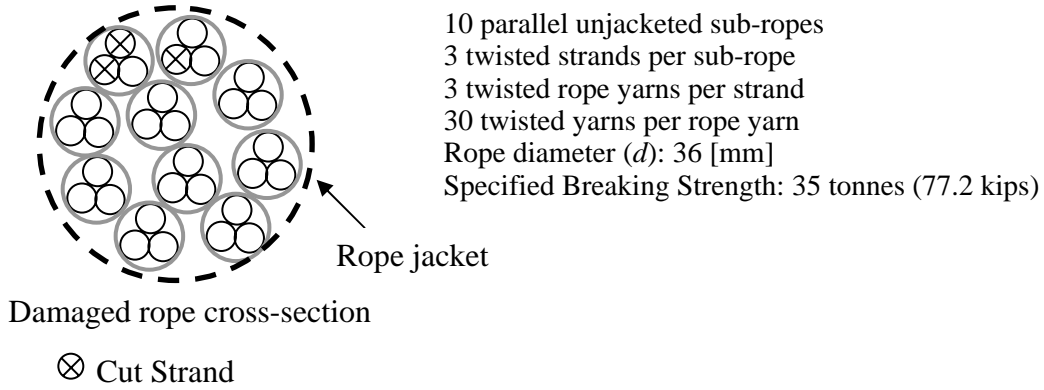 10 parallel unjacketed sub-ropes
3 twisted strands per sub-rope
3 twisted rope yarns per strand
30 twisted yarns per rope yarn
Rope diameter (d): 36 [mm]
Specified Breaking Strength: 35 tonnes (77.2 kips)
Rope jacket
Damaged rope cross-section
Cut Strand